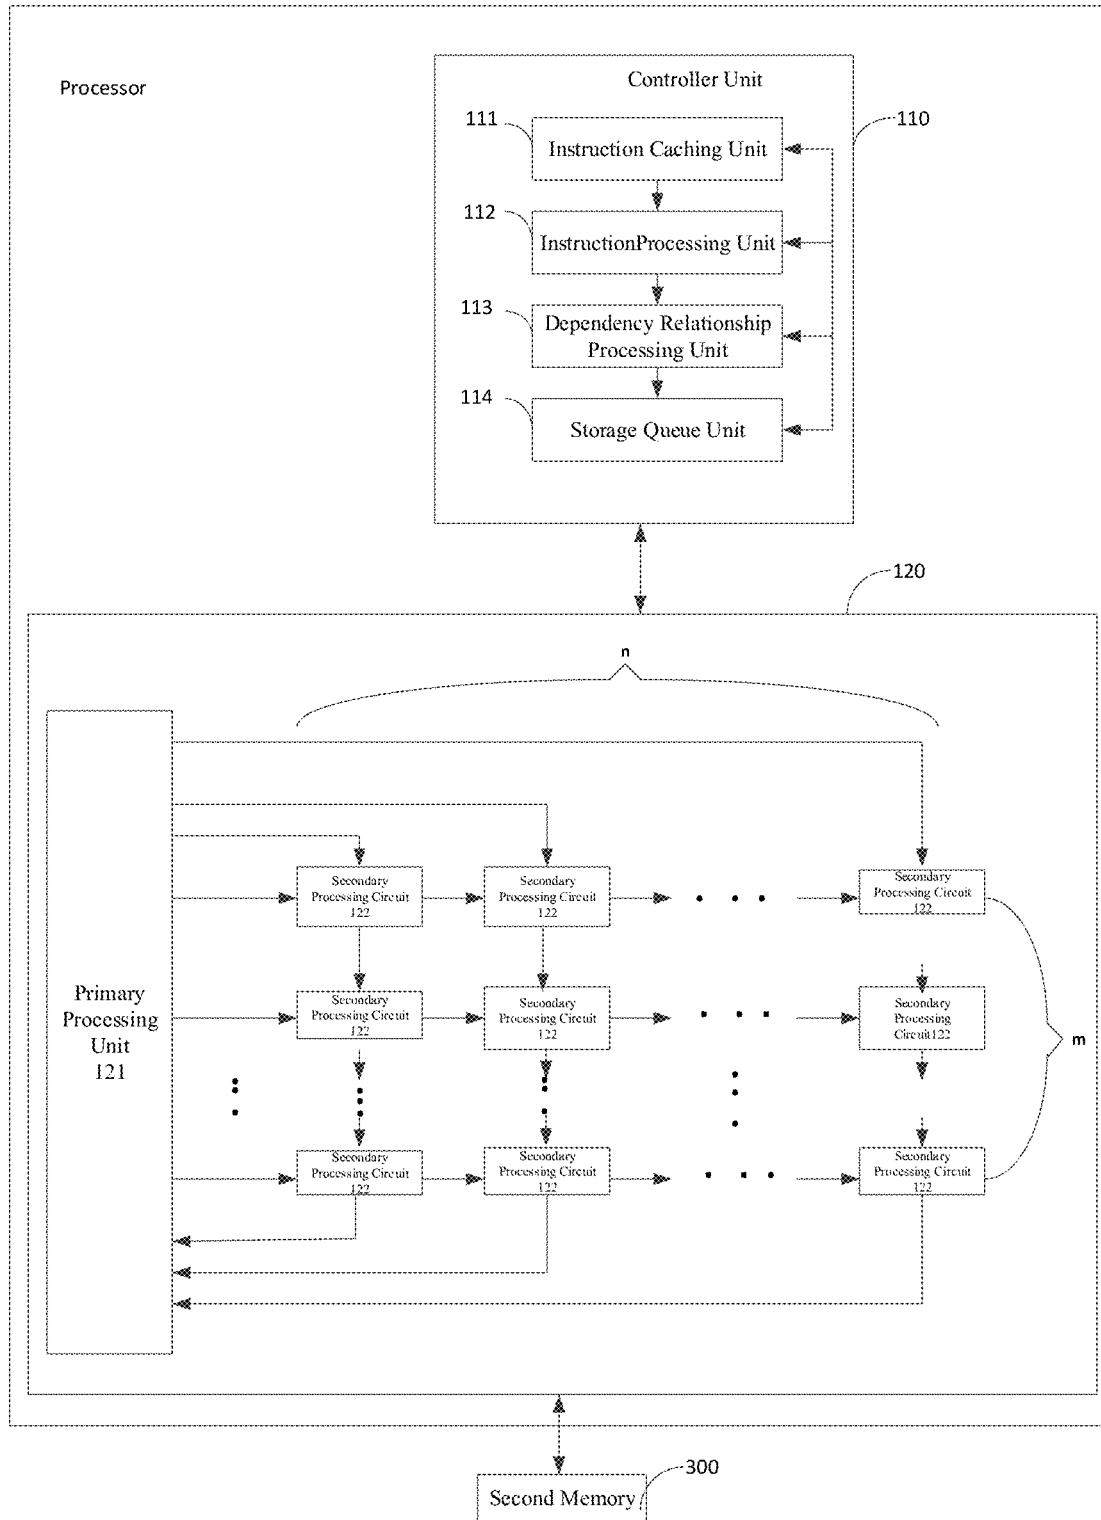 Processor
Controller Unit
110
111
Instruction Caching Unit
112
InstructionProcessing Unit
113
Dependency Relationship
Processing Unit
114
Storage Queue Unit
120
n
Primary
Processing
Unit
121
Secondary
Processing Circuit
122
Secondary
Processing Circuit
122
Secondary
Processing Circuit
122
Secondary
Processing Circuit
122
Secondary
Processing Circuit
122
Secondary
Processing
Circuit122
m
Secondary
Processing Circuit
122
Secondary
Processing Circuit
122
Secondary
Processing Circuit
122
300
Second Memory